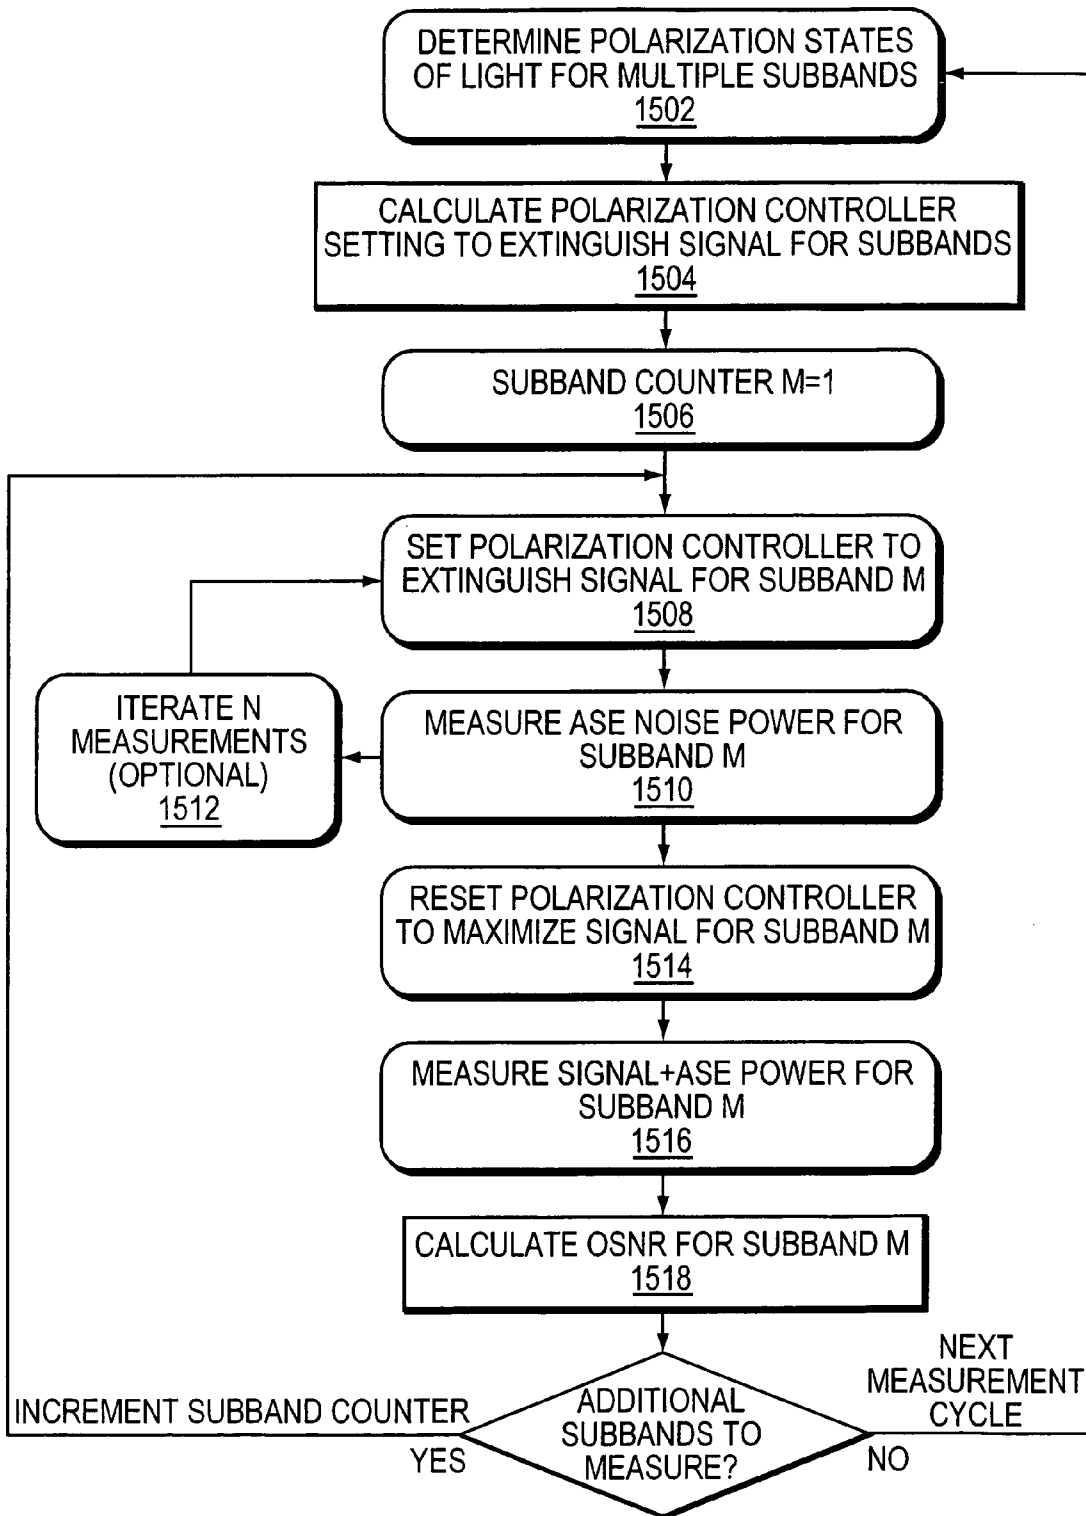 DETERMINE POLARIZATION STATES
OF LIGHT FOR MULTIPLE SUBBANDS
1502
CALCULATE POLARIZATION CONTROLLER
SETTING TO EXTINGUISH SIGNAL FOR SUBBANDS
1504
SUBBAND COUNTER M=1
1506
SET POLARIZATION CONTROLLER TO
EXTINGUISH SIGNAL FOR SUBBAND M
1508
ITERATE N
MEASUREMENTS
(OPTIONAL)
1512
MEASURE ASE NOISE POWER FOR
SUBBAND M
1510
RESET POLARIZATION CONTROLLER
TO MAXIMIZE SIGNAL FOR SUBBAND M
1514
MEASURE SIGNAL+ASE POWER FOR
SUBBAND M
1516
CALCULATE OSNR FOR SUBBAND M
1518
ADDITIONAL
SUBBANDS TO
MEASURE?
INCREMENT SUBBAND COUNTER
YES
NEXT
MEASUREMENT
CYCLE
NO